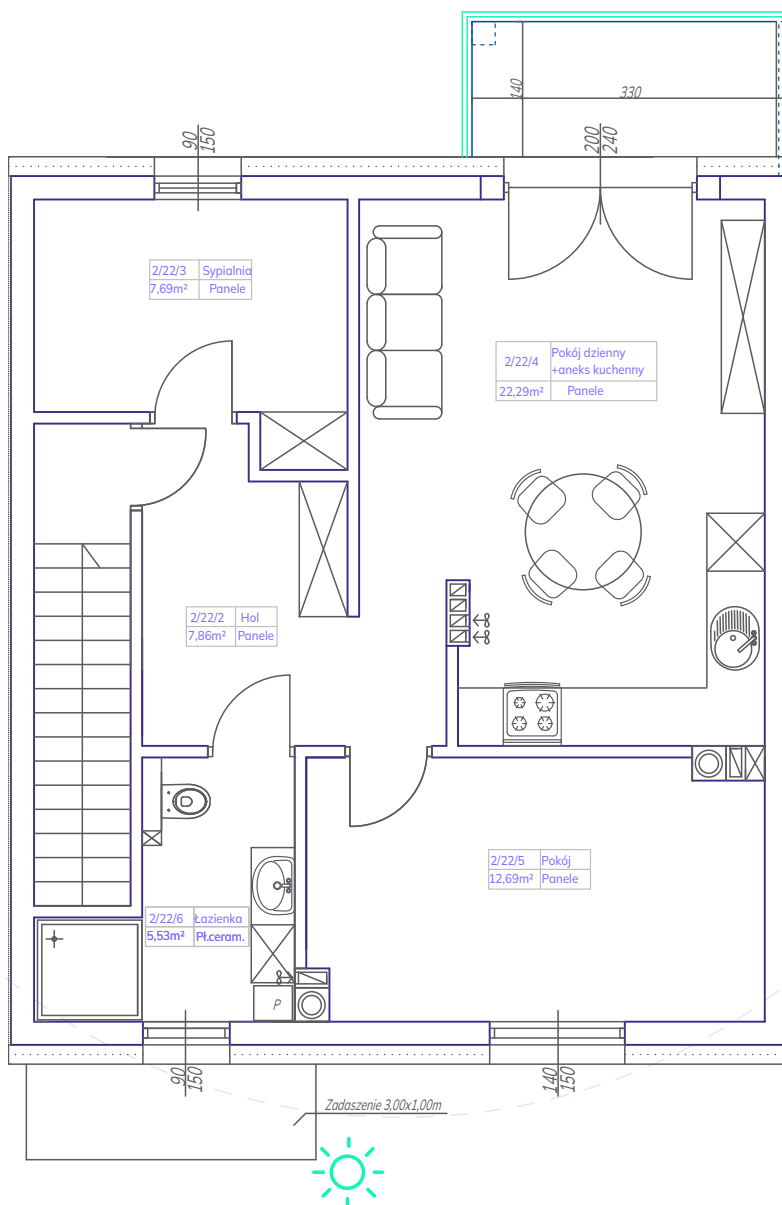 140
330
90
150
200
240
2/22/3 Sypialnia
7,69m² Panele
2/22/4 Pokój dzienny
+aneks kuchenny
22,29m² Panele
2/22/2 Hol
7,86m² Panele
2/22/5 Pokój
12,69m² Panele
2/22/6 Łazienka
5,53m² Pł.ceram.
P
90
150
140
150
Zadaszenie 3,00x1,00m